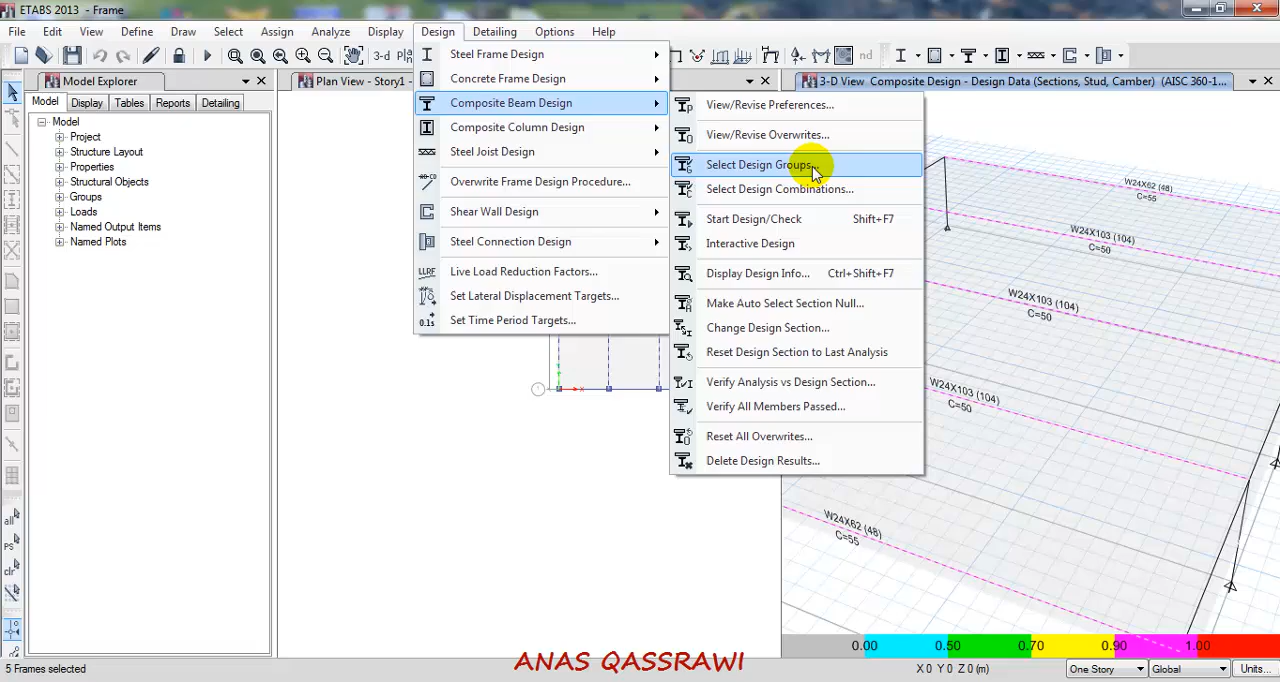 ETABS 2013 - Frame
File Edit View Define Draw Select Assign Analyze Display Design Detailing Options Help
3-d nd
Model Explorer
Plan View - Story1 -
3-D View Composite Design - Design Data (Sections, Stud, Camber) (AISC 360-1...
Model Display Tables Reports Detailing
Model
Project
Structure Layout
Properties
Structural Objects
Groups
Loads
Named Output Items
Named Plots
Steel Frame Design
Concrete Frame Design
Composite Beam Design
Composite Column Design
Steel Joist Design
Overwrite Frame Design Procedure...
Shear Wall Design
Steel Connection Design
Live Load Reduction Factors...
Set Lateral Displacement Targets...
Set Time Period Targets...
View/Revise Preferences...
View/Revise Overwrites...
Select Design Groups...
Select Design Combinations...
Start Design/Check Shift+F7
Interactive Design
Display Design Info... Ctrl+Shift+F7
Make Auto Select Section Null...
Change Design Section...
Reset Design Section to Last Analysis
Verify Analysis vs Design Section...
Verify All Members Passed...
Reset All Overwrites...
Delete Design Results...
W24X62 (48)
C=55
W24X103 (104)
C=50
W24X103 (104)
C=50
W24X103 (104)
C=50
W24X62 (48)
C=55
all
PS
clr
0.00 0.50 0.70 0.90 1.00
5 Frames selected
ANAS QASSRAWI
X 0 Y 0 Z 0 (m)
One Story
Global
Units...